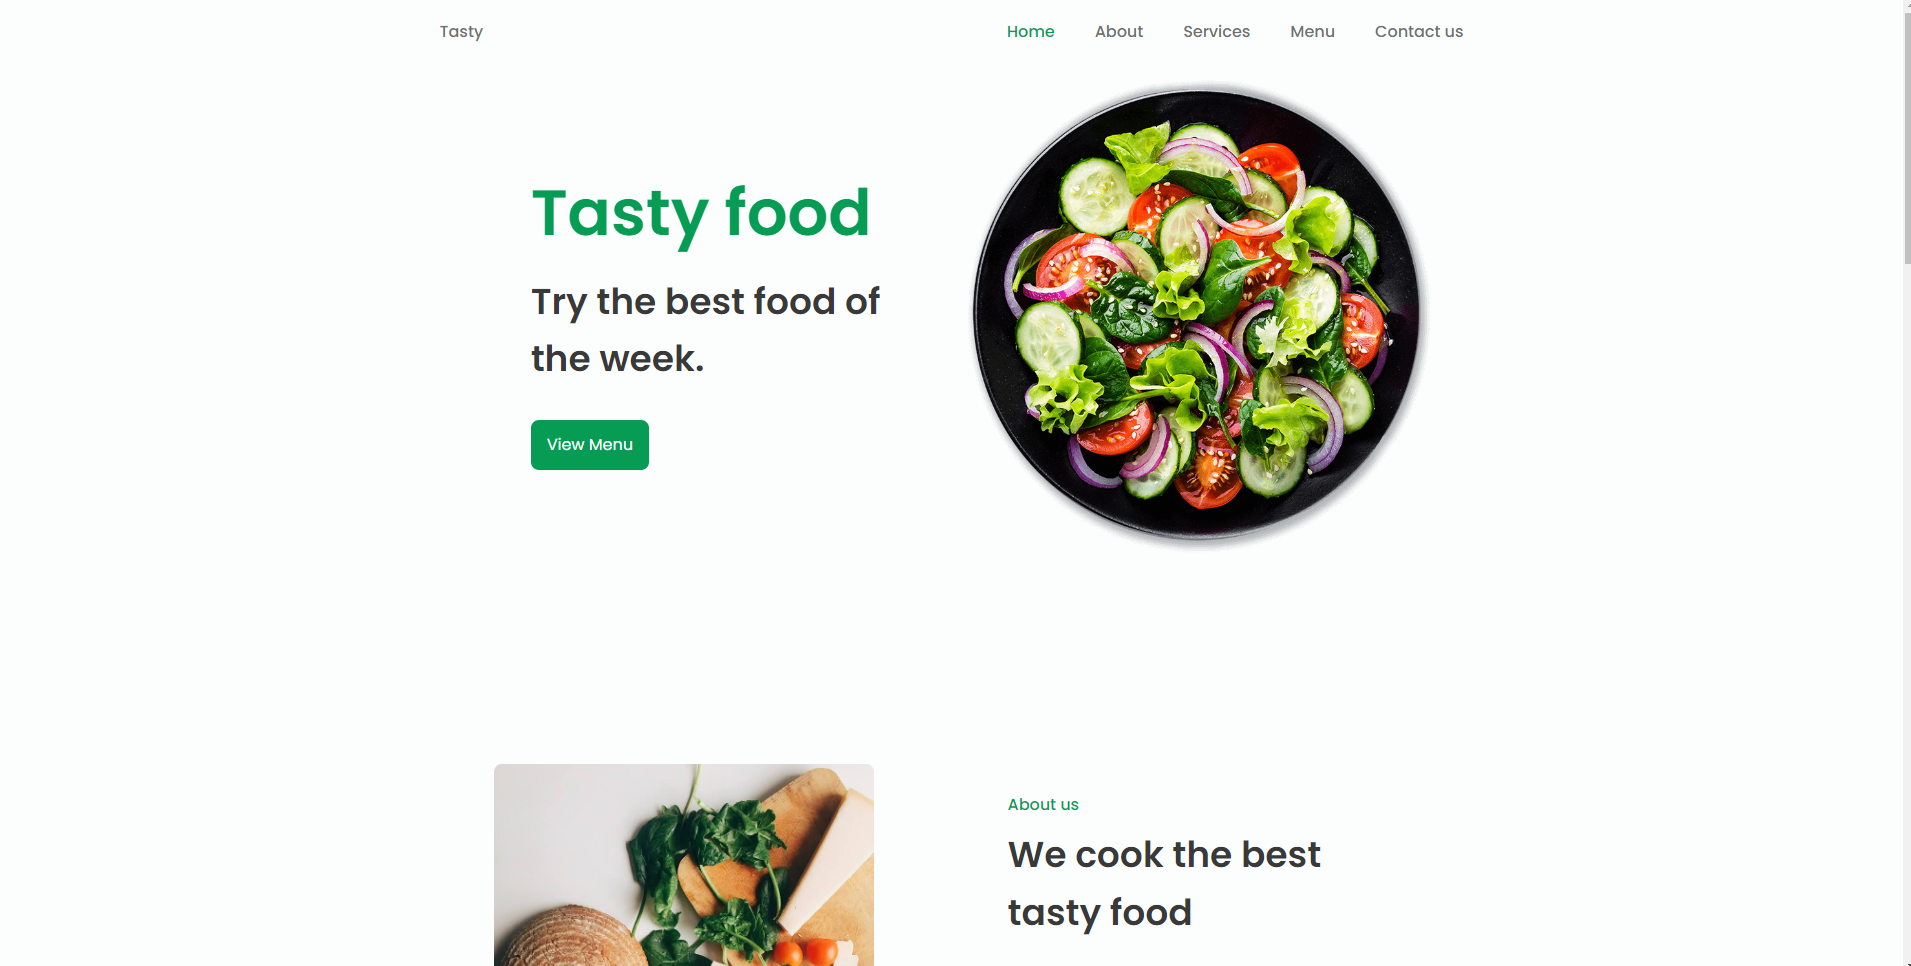 Tasty
Home About Services Menu Contact us
Tasty food
Try the best food of
the week.
View Menu
About us
We cook the best
tasty food